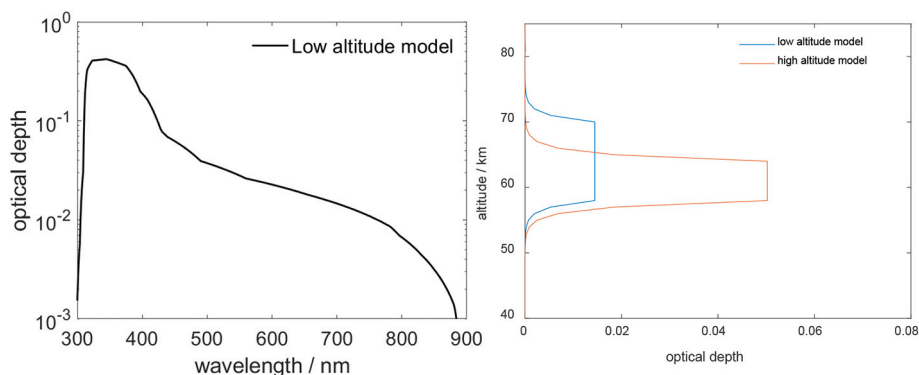 10⁰
10⁻¹
10⁻²
10⁻³
optical depth
Low altitude model
300 400 500 600 700 800 900
wavelength / nm
80
70
60
50
40
altitude / km
low altitude model
high altitude model
0 0.02 0.04 0.06 0.08
optical depth